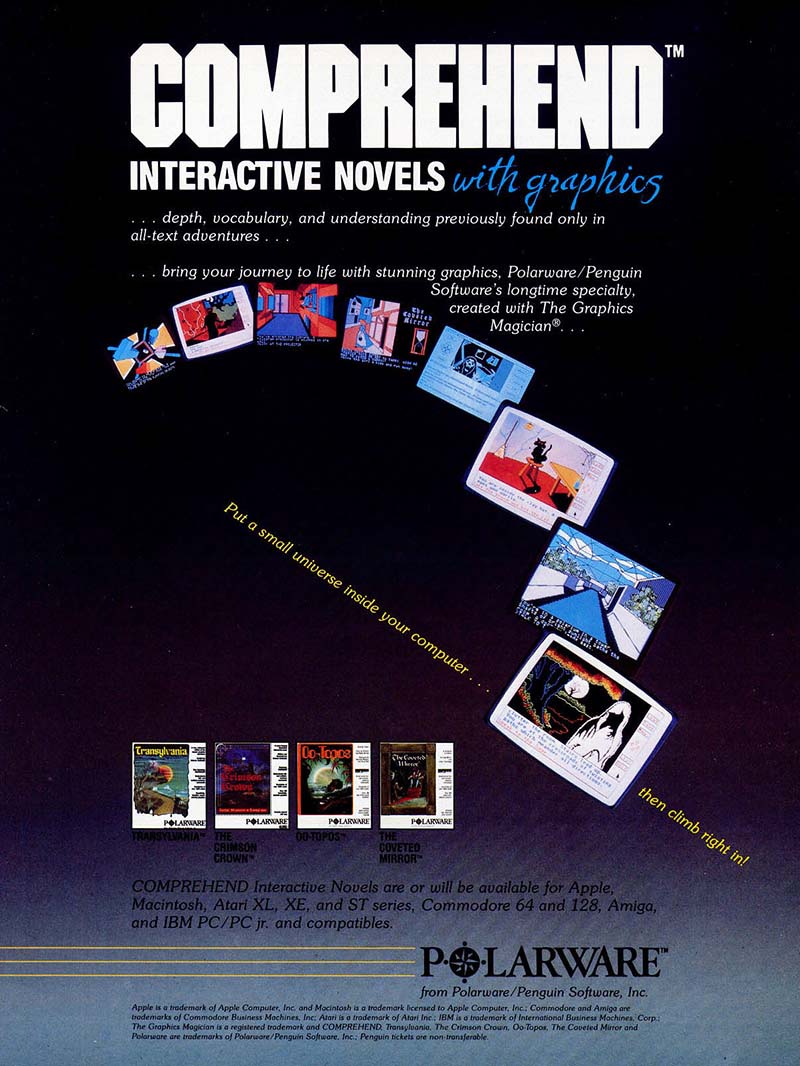 COMPREHEND™
INTERACTIVE NOVELS with graphics
. . . depth, vocabulary, and understanding previously found only in
all-text adventures . . .
. . . bring your journey to life with stunning graphics, Polarware/Penguin
Software's longtime specialty,
created with The Graphics
Magician®. . .
The
Coveted
Mirror
Put a small universe inside your computer . . .
then climb right in!
Transylvania
POLARWARE
TRANSYLVANIA™
The
Crimson
Crown
POLARWARE
THE
CRIMSON
CROWN™
Oo-Topos
POLARWARE
OO-TOPOS™
The Coveted
Mirror
POLARWARE
THE
COVETED
MIRROR™
COMPREHEND Interactive Novels are or will be available for Apple,
Macintosh, Atari XL, XE, and ST series, Commodore 64 and 128, Amiga,
and IBM PC/PC jr. and compatibles.
POLARWARE™
from Polarware/Penguin Software, Inc.
Apple is a trademark of Apple Computer, Inc. and Macintosh is a trademark licensed to Apple Computer, Inc.; Commodore and Amiga are
trademarks of Commodore Business Machines, Inc; Atari is a trademark of Atari Inc.; IBM is a trademark of International Business Machines, Corp.;
The Graphics Magician is a registered trademark and COMPREHEND, Transylvania, The Crimson Crown, Oo-Topos, The Coveted Mirror and
Polarware are trademarks of Polarware/Penguin Software, Inc.; Penguin tickets are non-transferable.